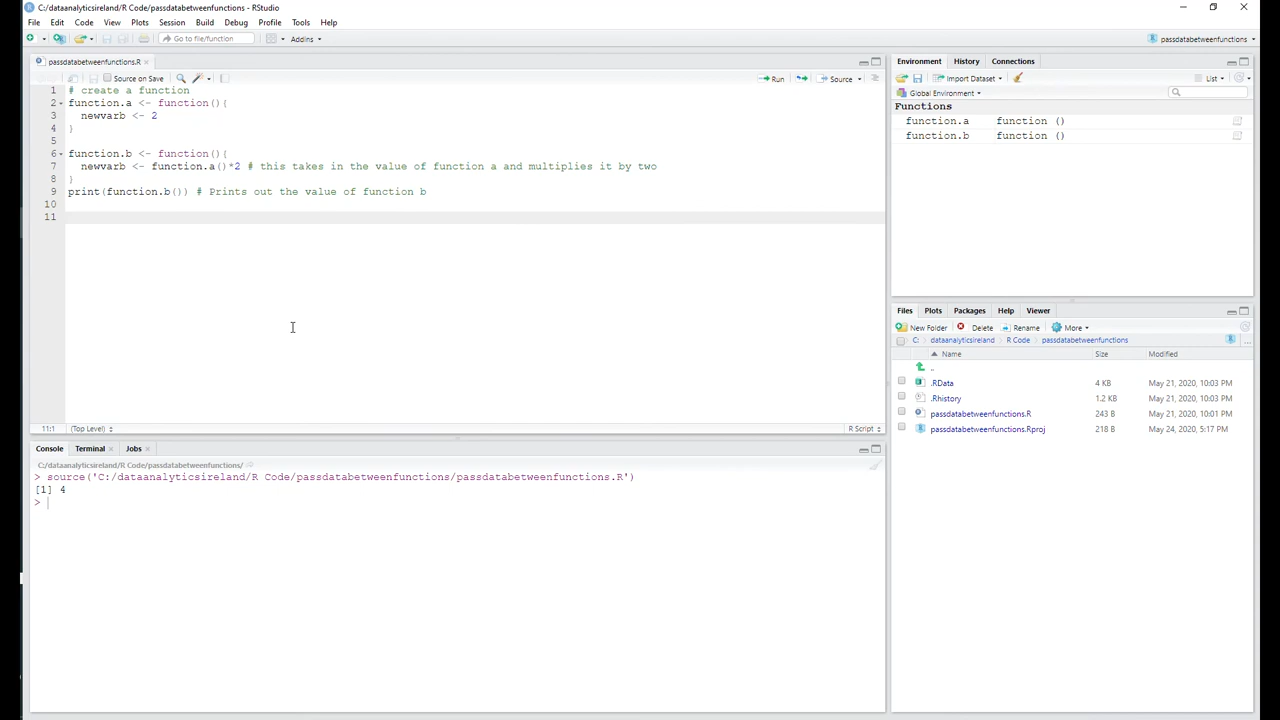 C:/dataanalyticsireland/R Code/passdatabetweenfunctions - RStudio
File Edit Code View Plots Session Build Debug Profile Tools Help
Go to file/function Addins passdatabetweenfunctions
passdatabetweenfunctions.R
Source on Save Run Source
1 # create a function
2 function.a <- function(){
3 newvarb <- 2
4 }
5
6 function.b <- function(){
7 newvarb <- function.a()*2 # this takes in the value of function a and multiplies it by two
8 }
9 print(function.b()) # Prints out the value of function b
10
11
11:1 (Top Level) R Script
Console Terminal Jobs
C:/dataanalyticsireland/R Code/passdatabetweenfunctions/
> source('C:/dataanalyticsireland/R Code/passdatabetweenfunctions/passdatabetweenfunctions.R')
[1] 4
>
Environment History Connections
Import Dataset List
Global Environment
Functions
function.a function ()
function.b function ()
Files Plots Packages Help Viewer
New Folder Delete Rename More
C: dataanalyticsireland R Code passdatabetweenfunctions ...
Name Size Modified
..
.RData 4 KB May 21, 2020, 10:03 PM
.Rhistory 1.2 KB May 21, 2020, 10:03 PM
passdatabetweenfunctions.R 243 B May 21, 2020, 10:01 PM
passdatabetweenfunctions.Rproj 218 B May 24, 2020, 5:17 PM